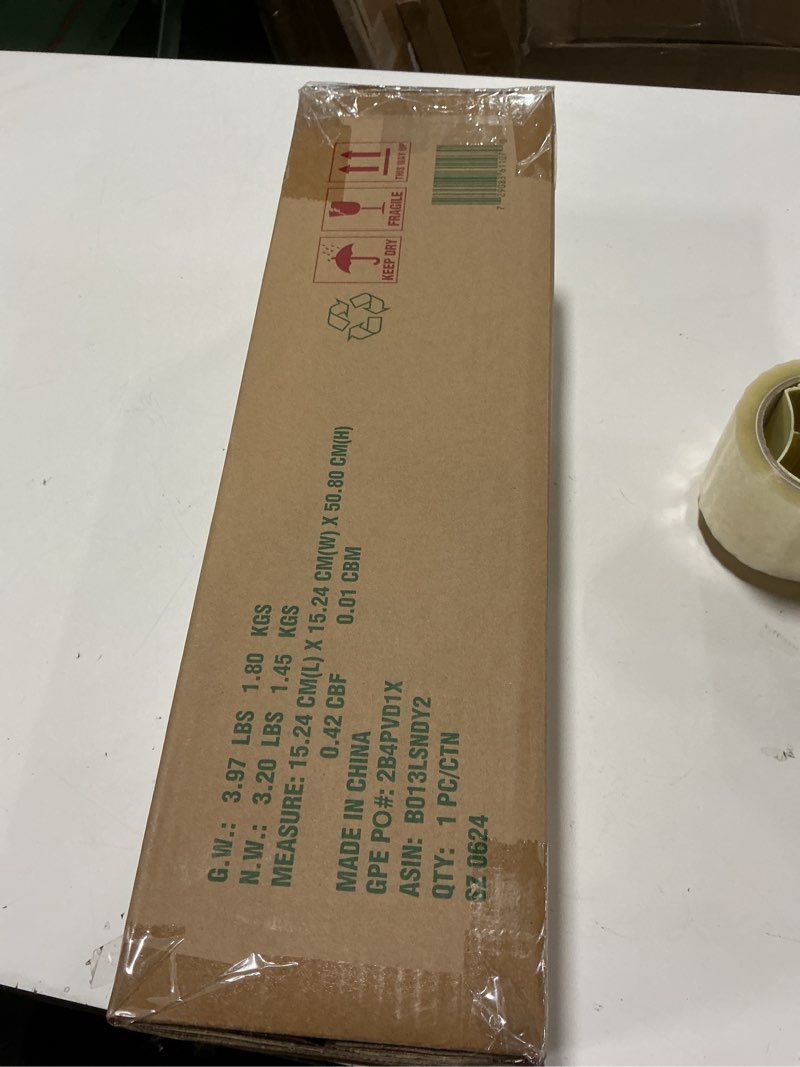 G.W.: 3.97 LBS 1.80 KGS
N.W.: 3.20 LBS 1.45 KGS
MEASURE: 15.24 CM(L) X 15.24 CM(W) X 50.80 CM(H)
0.42 CBF 0.01 CBM
MADE IN CHINA
GPE PO#: 2B4PVD1X
ASIN: B013LSNDY2
QTY: 1 PC/CTN
SZ 0624
KEEP DRY
FRAGILE
THIS WAY UP